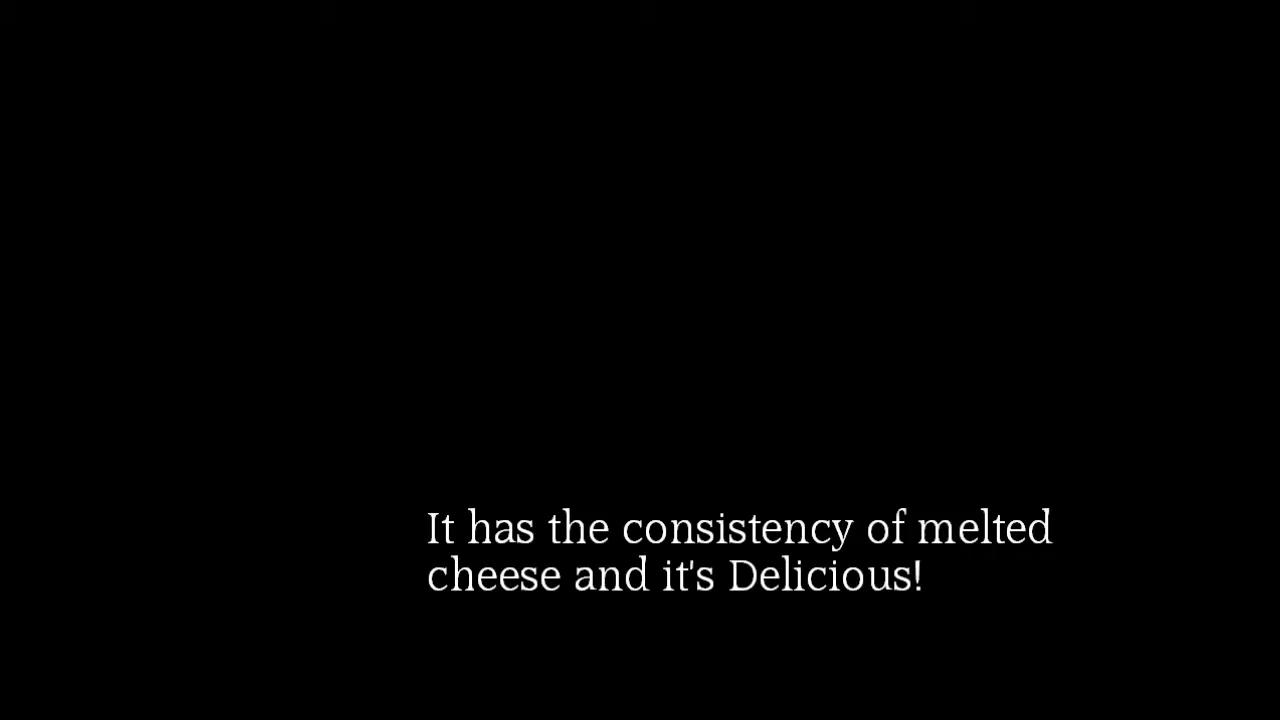 It has the consistency of melted
cheese and it's Delicious!